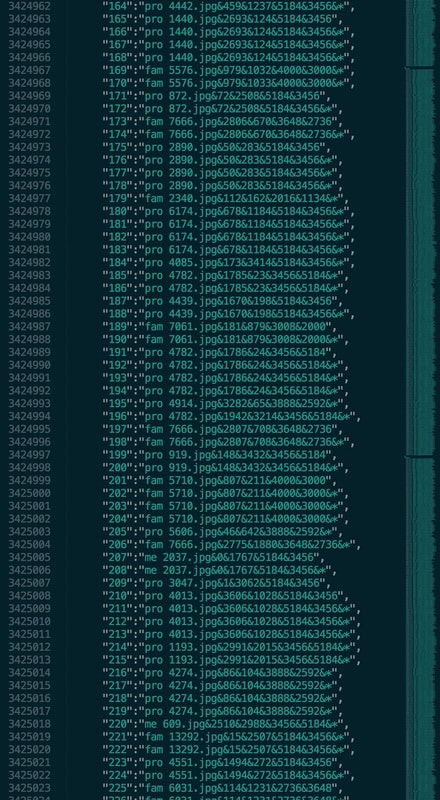 3424962 "164":"pro 4442.jpg&459&1237&5184&3456&*",
3424963 "165":"pro 1440.jpg&2693&124&5184&3456",
3424964 "166":"pro 1440.jpg&2693&124&5184&3456&*",
3424965 "167":"pro 1440.jpg&2693&124&5184&3456&*",
3424966 "168":"pro 1440.jpg&2693&124&5184&3456&*",
3424967 "169":"fam 5576.jpg&979&1032&4000&3000&*",
3424968 "170":"fam 5576.jpg&979&1033&4000&3000&*",
3424969 "171":"pro 872.jpg&72&2508&5184&3456",
3424970 "172":"pro 872.jpg&72&2508&5184&3456&*",
3424971 "173":"fam 7666.jpg&2806&670&3648&2736",
3424972 "174":"fam 7666.jpg&2806&670&3648&2736&*",
3424973 "175":"pro 2890.jpg&50&283&5184&3456",
3424974 "176":"pro 2890.jpg&50&283&5184&3456&*",
3424975 "177":"pro 2890.jpg&50&283&5184&3456&*",
3424976 "178":"pro 2890.jpg&50&283&5184&3456&*",
3424977 "179":"fam 2340.jpg&112&162&2016&1134&*",
3424978 "180":"pro 6174.jpg&678&1184&5184&3456&*",
3424979 "181":"pro 6174.jpg&678&1184&5184&3456&*",
3424980 "182":"pro 6174.jpg&678&1184&5184&3456&*",
3424981 "183":"pro 6174.jpg&678&1184&5184&3456&*",
3424982 "184":"pro 4085.jpg&173&3414&5184&3456&*",
3424983 "185":"pro 4782.jpg&1785&23&3456&5184&*",
3424984 "186":"pro 4782.jpg&1785&23&3456&5184&*",
3424985 "187":"pro 4439.jpg&1670&198&5184&3456",
3424986 "188":"pro 4439.jpg&1670&198&5184&3456&*",
3424987 "189":"fam 7061.jpg&181&879&3008&2000",
3424988 "190":"fam 7061.jpg&181&879&3008&2000&*",
3424989 "191":"pro 4782.jpg&1786&24&3456&5184",
3424990 "192":"pro 4782.jpg&1786&24&3456&5184&*",
3424991 "193":"pro 4782.jpg&1786&24&3456&5184&*",
3424992 "194":"pro 4782.jpg&1786&24&3456&5184&*",
3424993 "195":"pro 4914.jpg&3282&65&3888&2592&*",
3424994 "196":"pro 4782.jpg&1942&3214&3456&5184&*",
3424995 "197":"fam 7666.jpg&2807&708&3648&2736",
3424996 "198":"fam 7666.jpg&2807&708&3648&2736&*",
3424997 "199":"pro 919.jpg&148&3432&3456&5184",
3424998 "200":"pro 919.jpg&148&3432&3456&5184&*",
3424999 "201":"fam 5710.jpg&807&211&4000&3000",
3425000 "202":"fam 5710.jpg&807&211&4000&3000&*",
3425001 "203":"fam 5710.jpg&807&211&4000&3000&*",
3425002 "204":"fam 5710.jpg&807&211&4000&3000&*",
3425003 "205":"pro 5606.jpg&46&642&3888&2592&*",
3425004 "206":"fam 7666.jpg&2775&1880&3648&2736&*",
3425005 "207":"me 2037.jpg&0&1767&5184&3456",
3425006 "208":"me 2037.jpg&0&1767&5184&3456&*",
3425007 "209":"pro 3047.jpg&1&3062&5184&3456",
3425008 "210":"pro 4013.jpg&3606&1028&5184&3456",
3425009 "211":"pro 4013.jpg&3606&1028&5184&3456&*",
3425010 "212":"pro 4013.jpg&3606&1028&5184&3456&*",
3425011 "213":"pro 4013.jpg&3606&1028&5184&3456&*",
3425012 "214":"pro 1193.jpg&2991&2015&3456&5184&*",
3425013 "215":"pro 1193.jpg&2991&2015&3456&5184&*",
3425014 "216":"pro 4274.jpg&86&104&3888&2592&*",
3425015 "217":"pro 4274.jpg&86&104&3888&2592&*",
3425016 "218":"pro 4274.jpg&86&104&3888&2592&*",
3425017 "219":"pro 4274.jpg&86&104&3888&2592&*",
3425018 "220":"me 609.jpg&2510&2988&3456&5184&*",
3425019 "221":"fam 13292.jpg&15&2507&5184&3456",
3425020 "222":"fam 13292.jpg&15&2507&5184&3456&*",
3425021 "223":"pro 4551.jpg&1494&272&5184&3456",
3425022 "224":"pro 4551.jpg&1494&272&5184&3456&*",
3425023 "225":"fam 6031.jpg&114&1231&2736&3648",